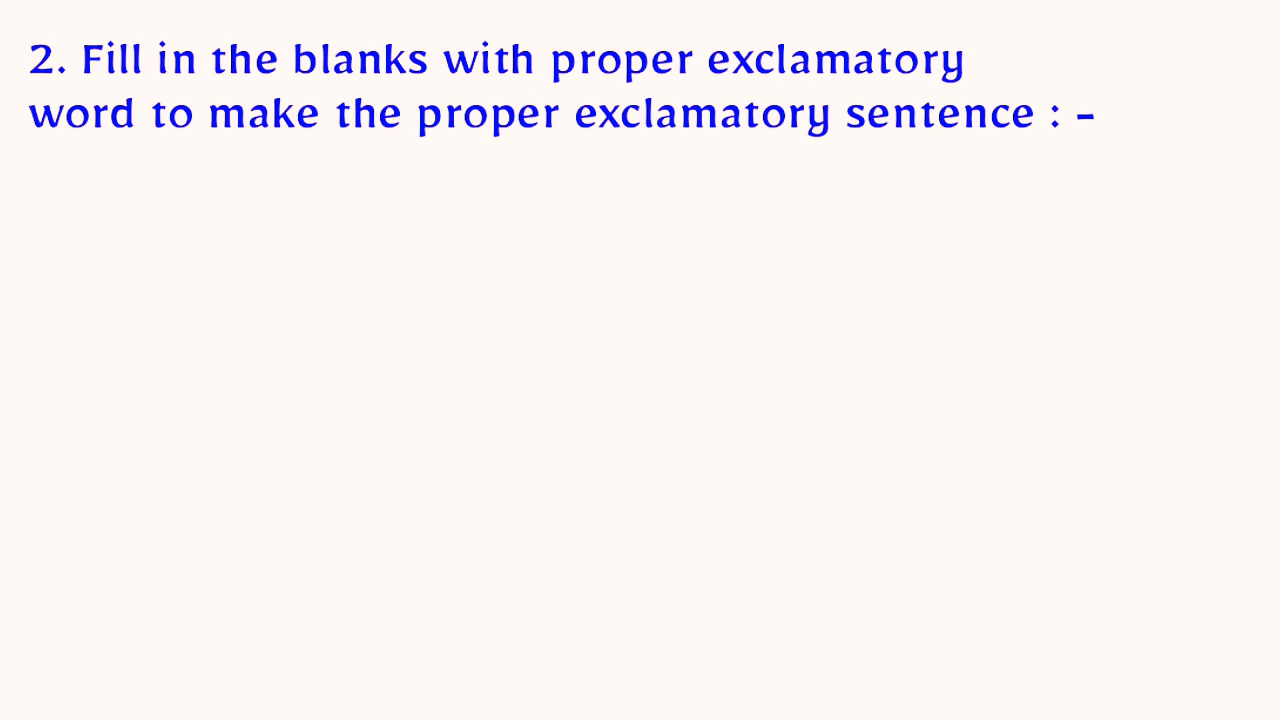 2. Fill in the blanks with proper exclamatory
word to make the proper exclamatory sentence : -